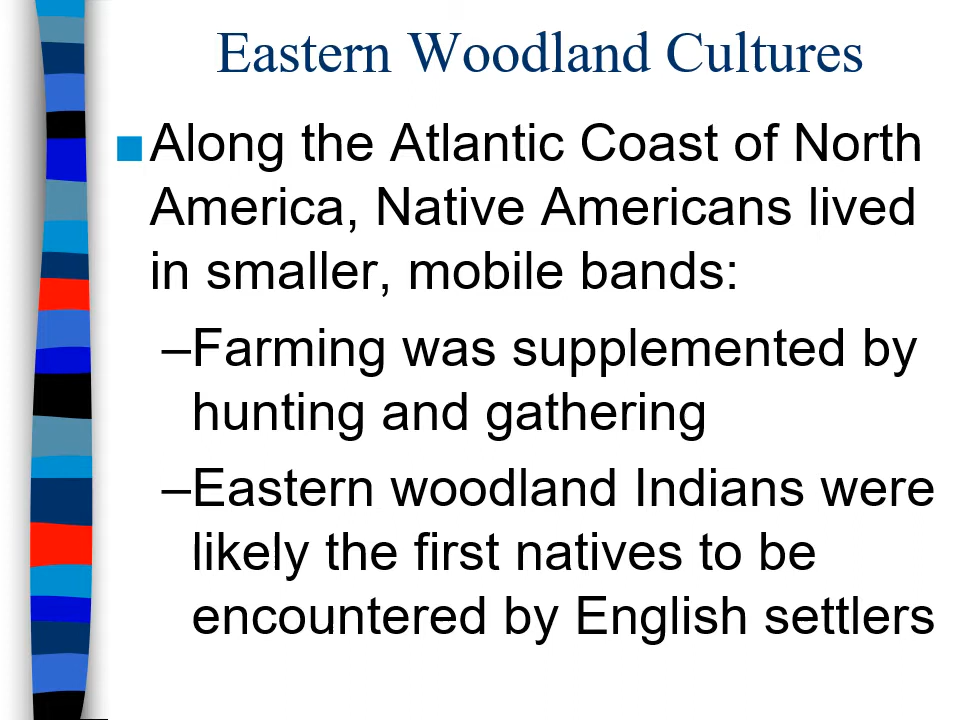 Eastern Woodland Cultures
■Along the Atlantic Coast of North
America, Native Americans lived
in smaller, mobile bands:
–Farming was supplemented by
hunting and gathering
–Eastern woodland Indians were
likely the first natives to be
encountered by English settlers